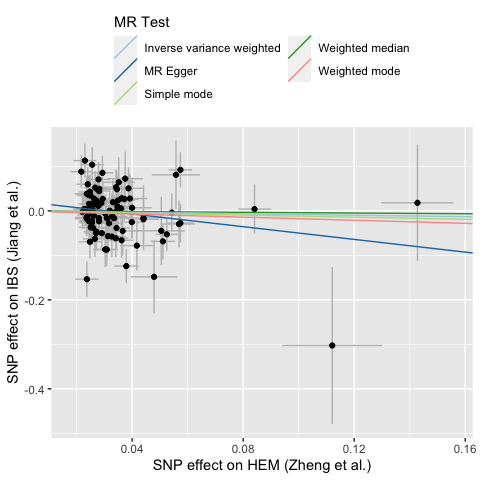 MR Test
Inverse variance weighted
Weighted median
MR Egger
Weighted mode
Simple mode
SNP effect on IBS (Jiang et al.)
0.0
-0.2
-0.4
0.04
0.08
0.12
0.16
SNP effect on HEM (Zheng et al.)